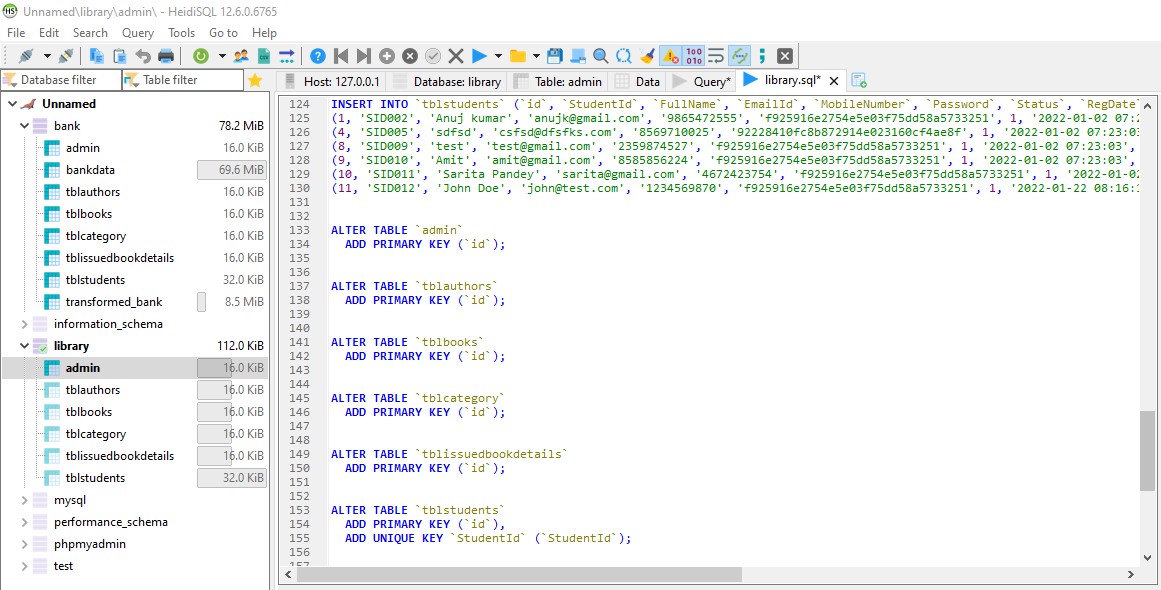 Unnamed\library\admin\ - HeidiSQL 12.6.0.6765
File Edit Search Query Tools Go to Help
Database filter Table filter
Host: 127.0.0.1 Database: library Table: admin Data Query* library.sql*
Unnamed
bank 78.2 MiB
admin 16.0 KiB
bankdata 69.6 MiB
tblauthors 16.0 KiB
tblbooks 16.0 KiB
tblcategory 16.0 KiB
tblissuedbookdetails 16.0 KiB
tblstudents 32.0 KiB
transformed_bank 8.5 MiB
information_schema
library 112.0 KiB
admin 16.0 KiB
tblauthors 16.0 KiB
tblbooks 16.0 KiB
tblcategory 16.0 KiB
tblissuedbookdetails 16.0 KiB
tblstudents 32.0 KiB
mysql
performance_schema
phpmyadmin
test
124 INSERT INTO `tblstudents` (`id`, `StudentId`, `FullName`, `EmailId`, `MobileNumber`, `Password`, `Status`, `RegDate`
125 (1, 'SID002', 'Anuj kumar', 'anujk@gmail.com', '9865472555', 'f925916e2754e5e03f75dd58a5733251', 1, '2022-01-02 07:2
126 (4, 'SID005', 'sdfsd', 'csfsd@dfsfks.com', '8569710025', '92228410fc8b872914e023160cf4ae8f', 1, '2022-01-02 07:23:03
127 (8, 'SID009', 'test', 'test@gmail.com', '2359874527', 'f925916e2754e5e03f75dd58a5733251', 1, '2022-01-02 07:23:03',
128 (9, 'SID010', 'Amit', 'amit@gmail.com', '8585856224', 'f925916e2754e5e03f75dd58a5733251', 1, '2022-01-02 07:23:03',
129 (10, 'SID011', 'Sarita Pandey', 'sarita@gmail.com', '4672423754', 'f925916e2754e5e03f75dd58a5733251', 1, '2022-01-02
130 (11, 'SID012', 'John Doe', 'john@test.com', '1234569870', 'f925916e2754e5e03f75dd58a5733251', 1, '2022-01-22 08:16:1
131
132
133 ALTER TABLE `admin`
134 ADD PRIMARY KEY (`id`);
135
136
137 ALTER TABLE `tblauthors`
138 ADD PRIMARY KEY (`id`);
139
140
141 ALTER TABLE `tblbooks`
142 ADD PRIMARY KEY (`id`);
143
144
145 ALTER TABLE `tblcategory`
146 ADD PRIMARY KEY (`id`);
147
148
149 ALTER TABLE `tblissuedbookdetails`
150 ADD PRIMARY KEY (`id`);
151
152
153 ALTER TABLE `tblstudents`
154 ADD PRIMARY KEY (`id`),
155 ADD UNIQUE KEY `StudentId` (`StudentId`);
156
157